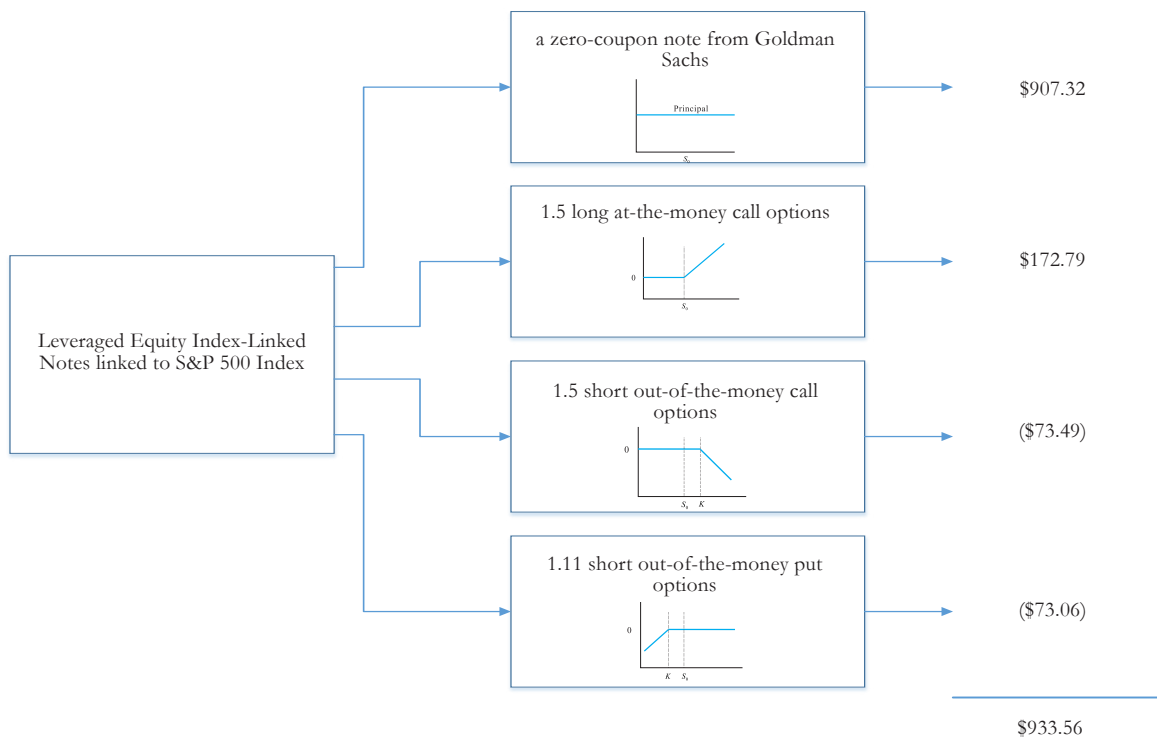 a zero-coupon note from Goldman
Sachs
Principal
S₀
$907.32
1.5 long at-the-money call options
0
S₀
$172.79
Leveraged Equity Index-Linked
Notes linked to S&P 500 Index
1.5 short out-of-the-money call
options
0
S₀ K
($73.49)
1.11 short out-of-the-money put
options
0
K S₀
($73.06)
$933.56